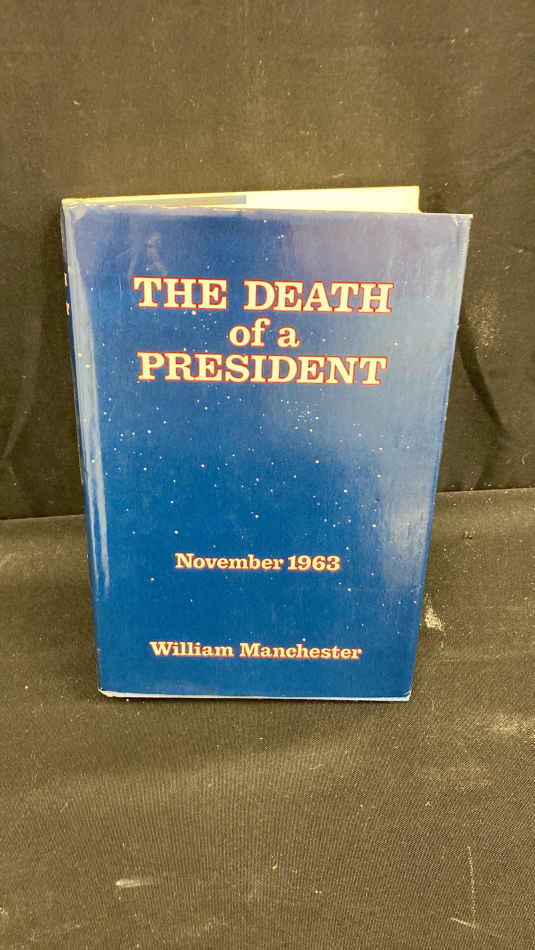 THE DEATH
of a
PRESIDENT
November 1963
William Manchester